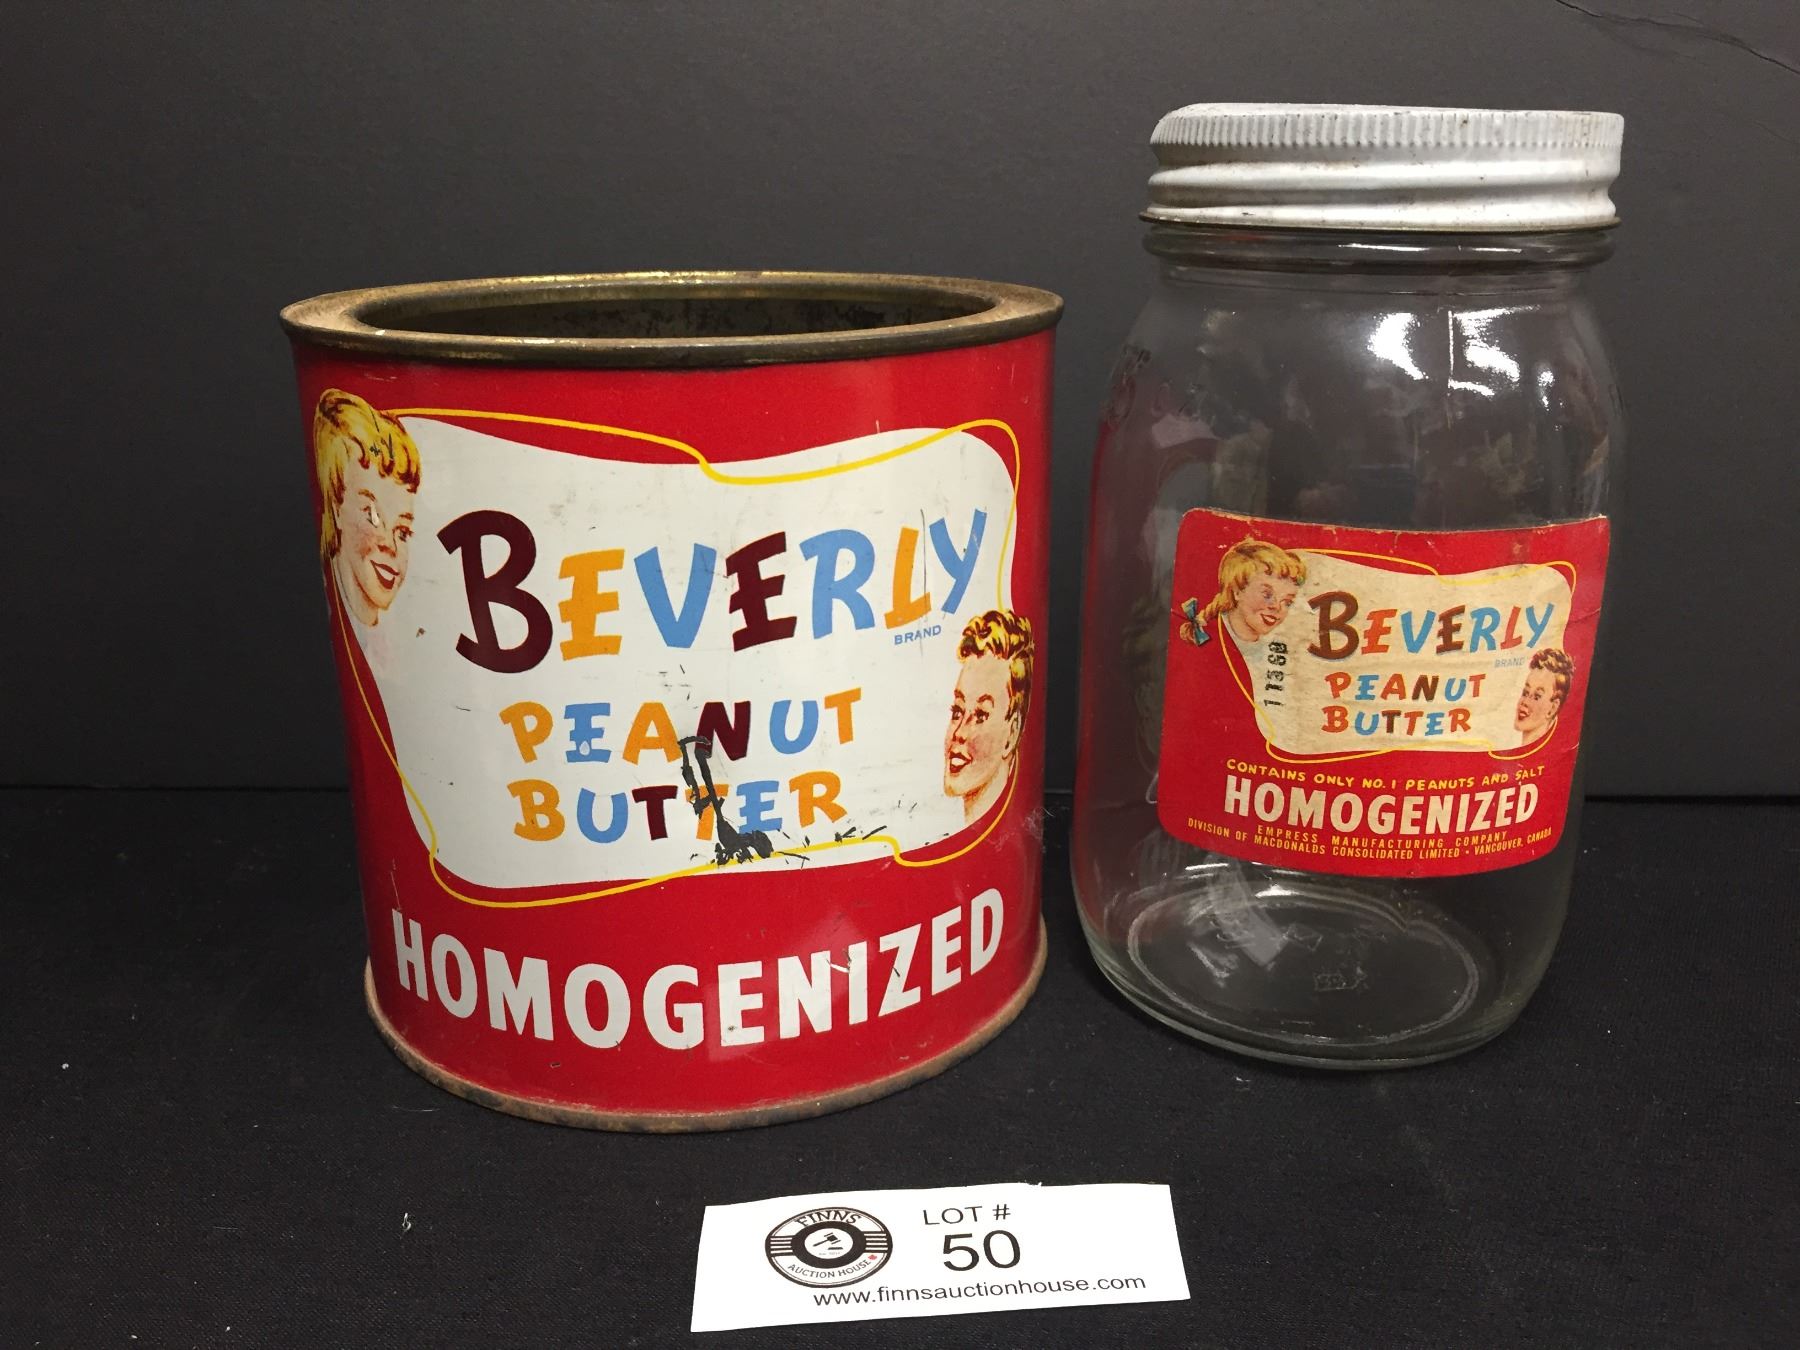 BEVERLY
BRAND
PEANUT
BUTTER
HOMOGENIZED
BEVERLY
BRAND
PEANUT
BUTTER
CONTAINS ONLY NO. 1 PEANUTS AND SALT
HOMOGENIZED
EMPRESS MANUFACTURING COMPANY
DIVISION OF MACDONALDS CONSOLIDATED LIMITED • VANCOUVER, CANADA
FINNS
AUCTION HOUSE
LOT #
50
www.finnsauctionhouse.com